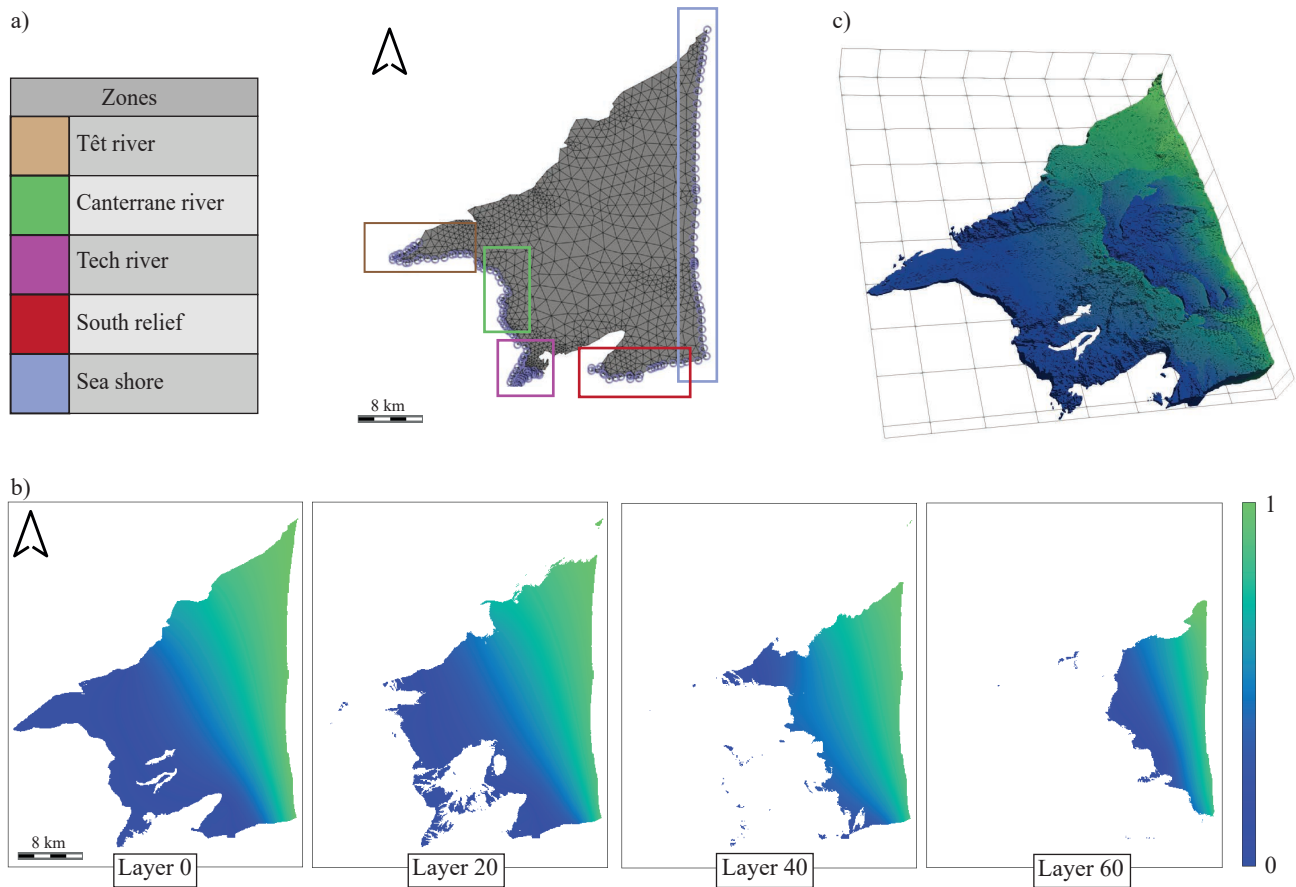 a)
c)
Zones
Têt river
Canterrane river
Tech river
South relief
Sea shore
8 km
b)
1
0
8 km
Layer 0
Layer 20
Layer 40
Layer 60